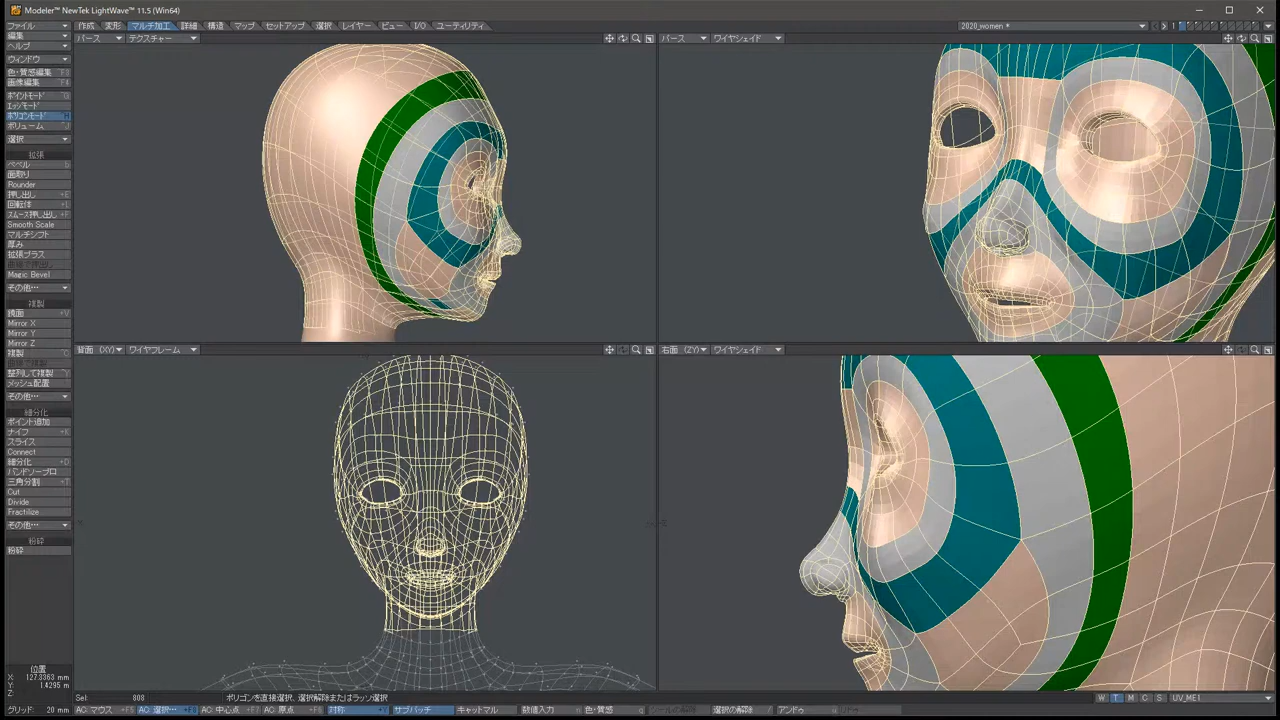 Modeler™ NewTek LightWave™ 11.5 (Win64)
ファイル 作成 変形 マルチ加工 詳細 構造 マップ セットアップ 選択 レイヤー ビュー I/O ユーティリティ 2020_women * 1
編集 パース テクスチャー パース ワイヤシェイド
ヘルプ
ウィンドウ
色・質感編集
画像編集
ポイントモード
エッジモード
ポリゴンモード
ボリューム
選択
拡張
ベベル b
面取り
Rounder
押し出し
回転体
スムース押し出し
Smooth Scale
マルチシフト
厚み
拡張プラス
Magic Bevel
その他…
複製
鏡面
Mirror X
Mirror Y
Mirror Z
背面 (XY) ワイヤフレーム 右面 (ZY) ワイヤシェイド
複製
整列して複製
メッシュ配置
その他…
細分化
ポイント追加
ナイフ
スライス
Connect
細分化
バンドソープロ
三角分割
Cut
Divide
Fractilize
その他…
粉砕
粉砕
位置
X: 127.3363 mm
Y: 1.4295 m
Z:
Sel: 808 ポリゴンを直接選択, 選択解除またはラッソ選択 W T M C S UV_ME1
グリッド: 20 mm AC: マウス AC: 選択… AC: 中心点 AC: 原点 対称 サブパッチ キャットマル 数値入力 n 色・質感 q 選択の解除 / アンドゥ u